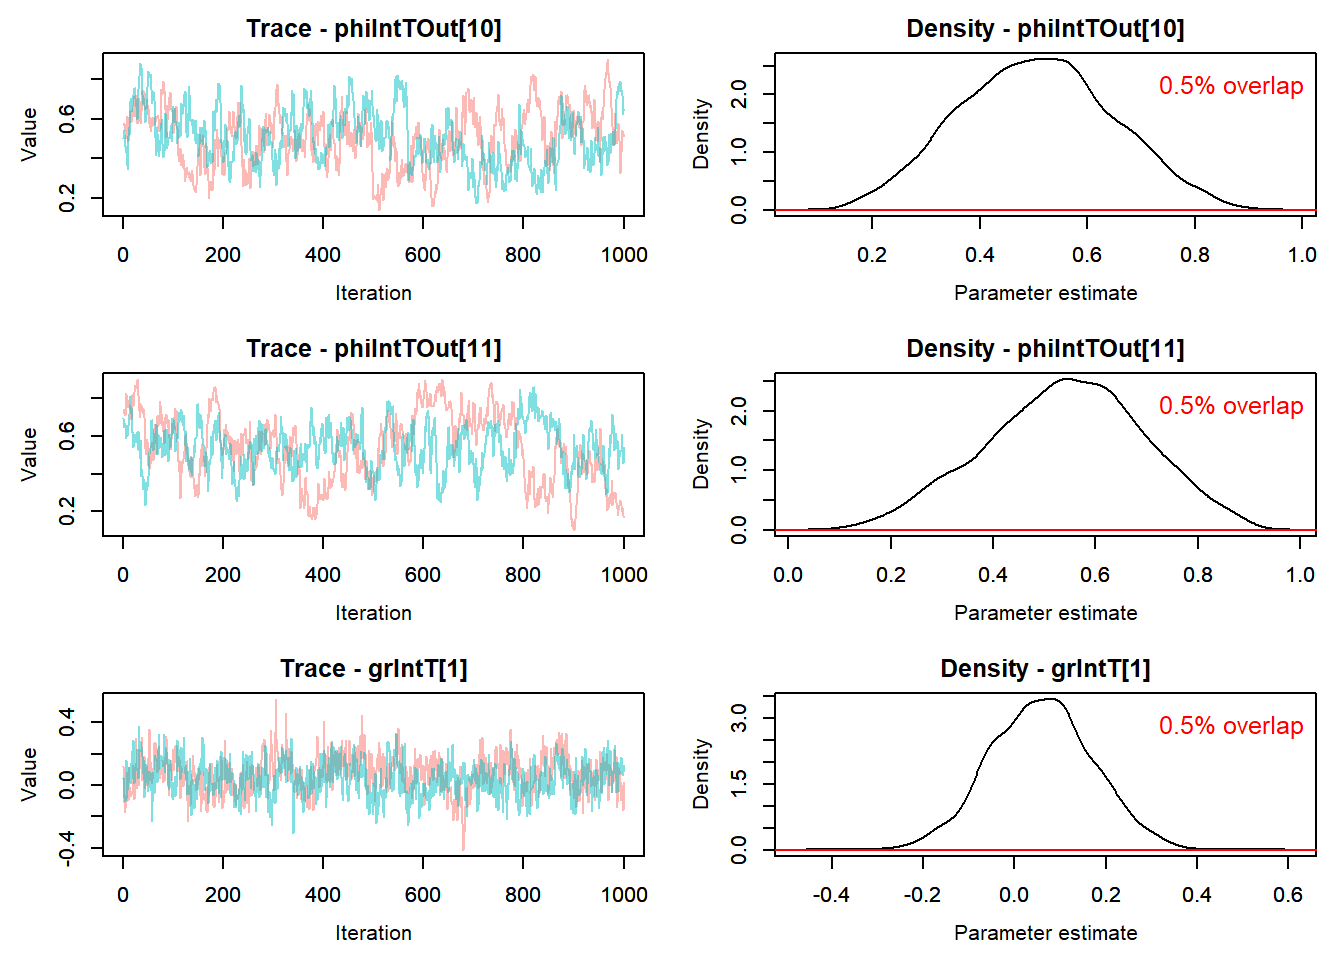 Trace - phiIntTOut[10]
Value
0.2
0.6
0
200
400
600
800
1000
Iteration
Density - phiIntTOut[10]
0.5% overlap
Density
0.0
1.0
2.0
0.2
0.4
0.6
0.8
1.0
Parameter estimate
Trace - phiIntTOut[11]
Value
0.2
0.6
0
200
400
600
800
1000
Iteration
Density - phiIntTOut[11]
0.5% overlap
Density
0.0
1.0
2.0
0.0
0.2
0.4
0.6
0.8
1.0
Parameter estimate
Trace - grIntT[1]
Value
-0.4
0.0
0.4
0
200
400
600
800
1000
Iteration
Density - grIntT[1]
0.5% overlap
Density
0.0
1.5
3.0
-0.4
-0.2
0.0
0.2
0.4
0.6
Parameter estimate